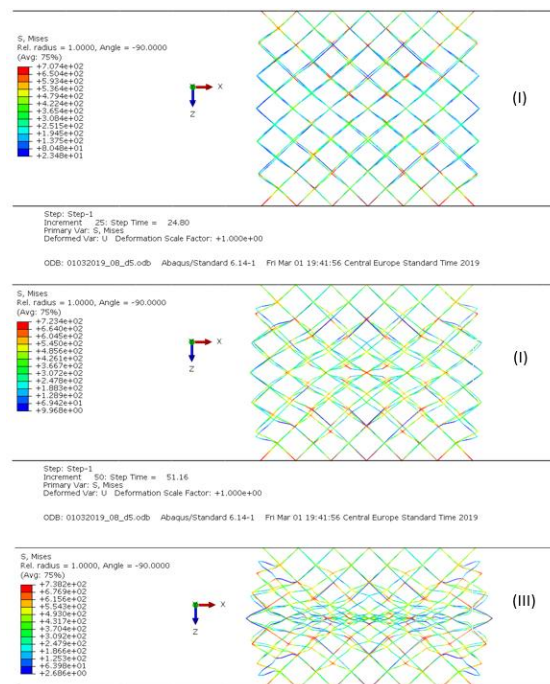 S, Mises
Rel. radius = 1.0000, Angle = -90.0000
(Avg: 75%)
+7.074e+02
+6.504e+02
+5.934e+02
+5.364e+02
+4.794e+02
+4.224e+02
+3.654e+02
+3.084e+02
+2.515e+02
+1.945e+02
+1.375e+02
+8.048e+01
+2.348e+01
X
Z
(I)
Step: Step-1
Increment 25: Step Time = 24.80
Primary Var: S, Mises
Deformed Var: U Deformation Scale Factor: +1.000e+00
ODB: 01032019_08_d5.odb Abaqus/Standard 6.14-1 Fri Mar 01 19:41:56 Central Europe Standard Time 2019
S, Mises
Rel. radius = 1.0000, Angle = -90.0000
(Avg: 75%)
+7.234e+02
+6.640e+02
+6.045e+02
+5.450e+02
+4.856e+02
+4.261e+02
+3.667e+02
+3.072e+02
+2.478e+02
+1.883e+02
+1.289e+02
+6.942e+01
+9.968e+00
X
Z
(I)
Step: Step-1
Increment 50: Step Time = 51.16
Primary Var: S, Mises
Deformed Var: U Deformation Scale Factor: +1.000e+00
ODB: 01032019_08_d5.odb Abaqus/Standard 6.14-1 Fri Mar 01 19:41:56 Central Europe Standard Time 2019
S, Mises
Rel. radius = 1.0000, Angle = -90.0000
(Avg: 75%)
+7.382e+02
+6.769e+02
+6.156e+02
+5.543e+02
+4.930e+02
+4.317e+02
+3.704e+02
+3.092e+02
+2.479e+02
+1.866e+02
+1.253e+02
+6.398e+01
+2.686e+00
X
Z
(III)